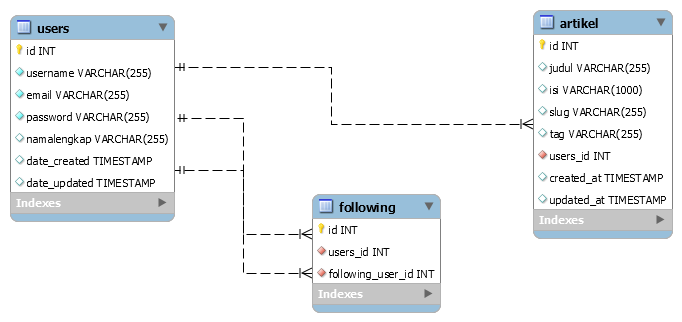 users
id INT
username VARCHAR(255)
email VARCHAR(255)
password VARCHAR(255)
namalengkap VARCHAR(255)
date_created TIMESTAMP
date_updated TIMESTAMP
Indexes
following
id INT
users_id INT
following_user_id INT
Indexes
artikel
id INT
judul VARCHAR(255)
isi VARCHAR(1000)
slug VARCHAR(255)
tag VARCHAR(255)
users_id INT
created_at TIMESTAMP
updated_at TIMESTAMP
Indexes